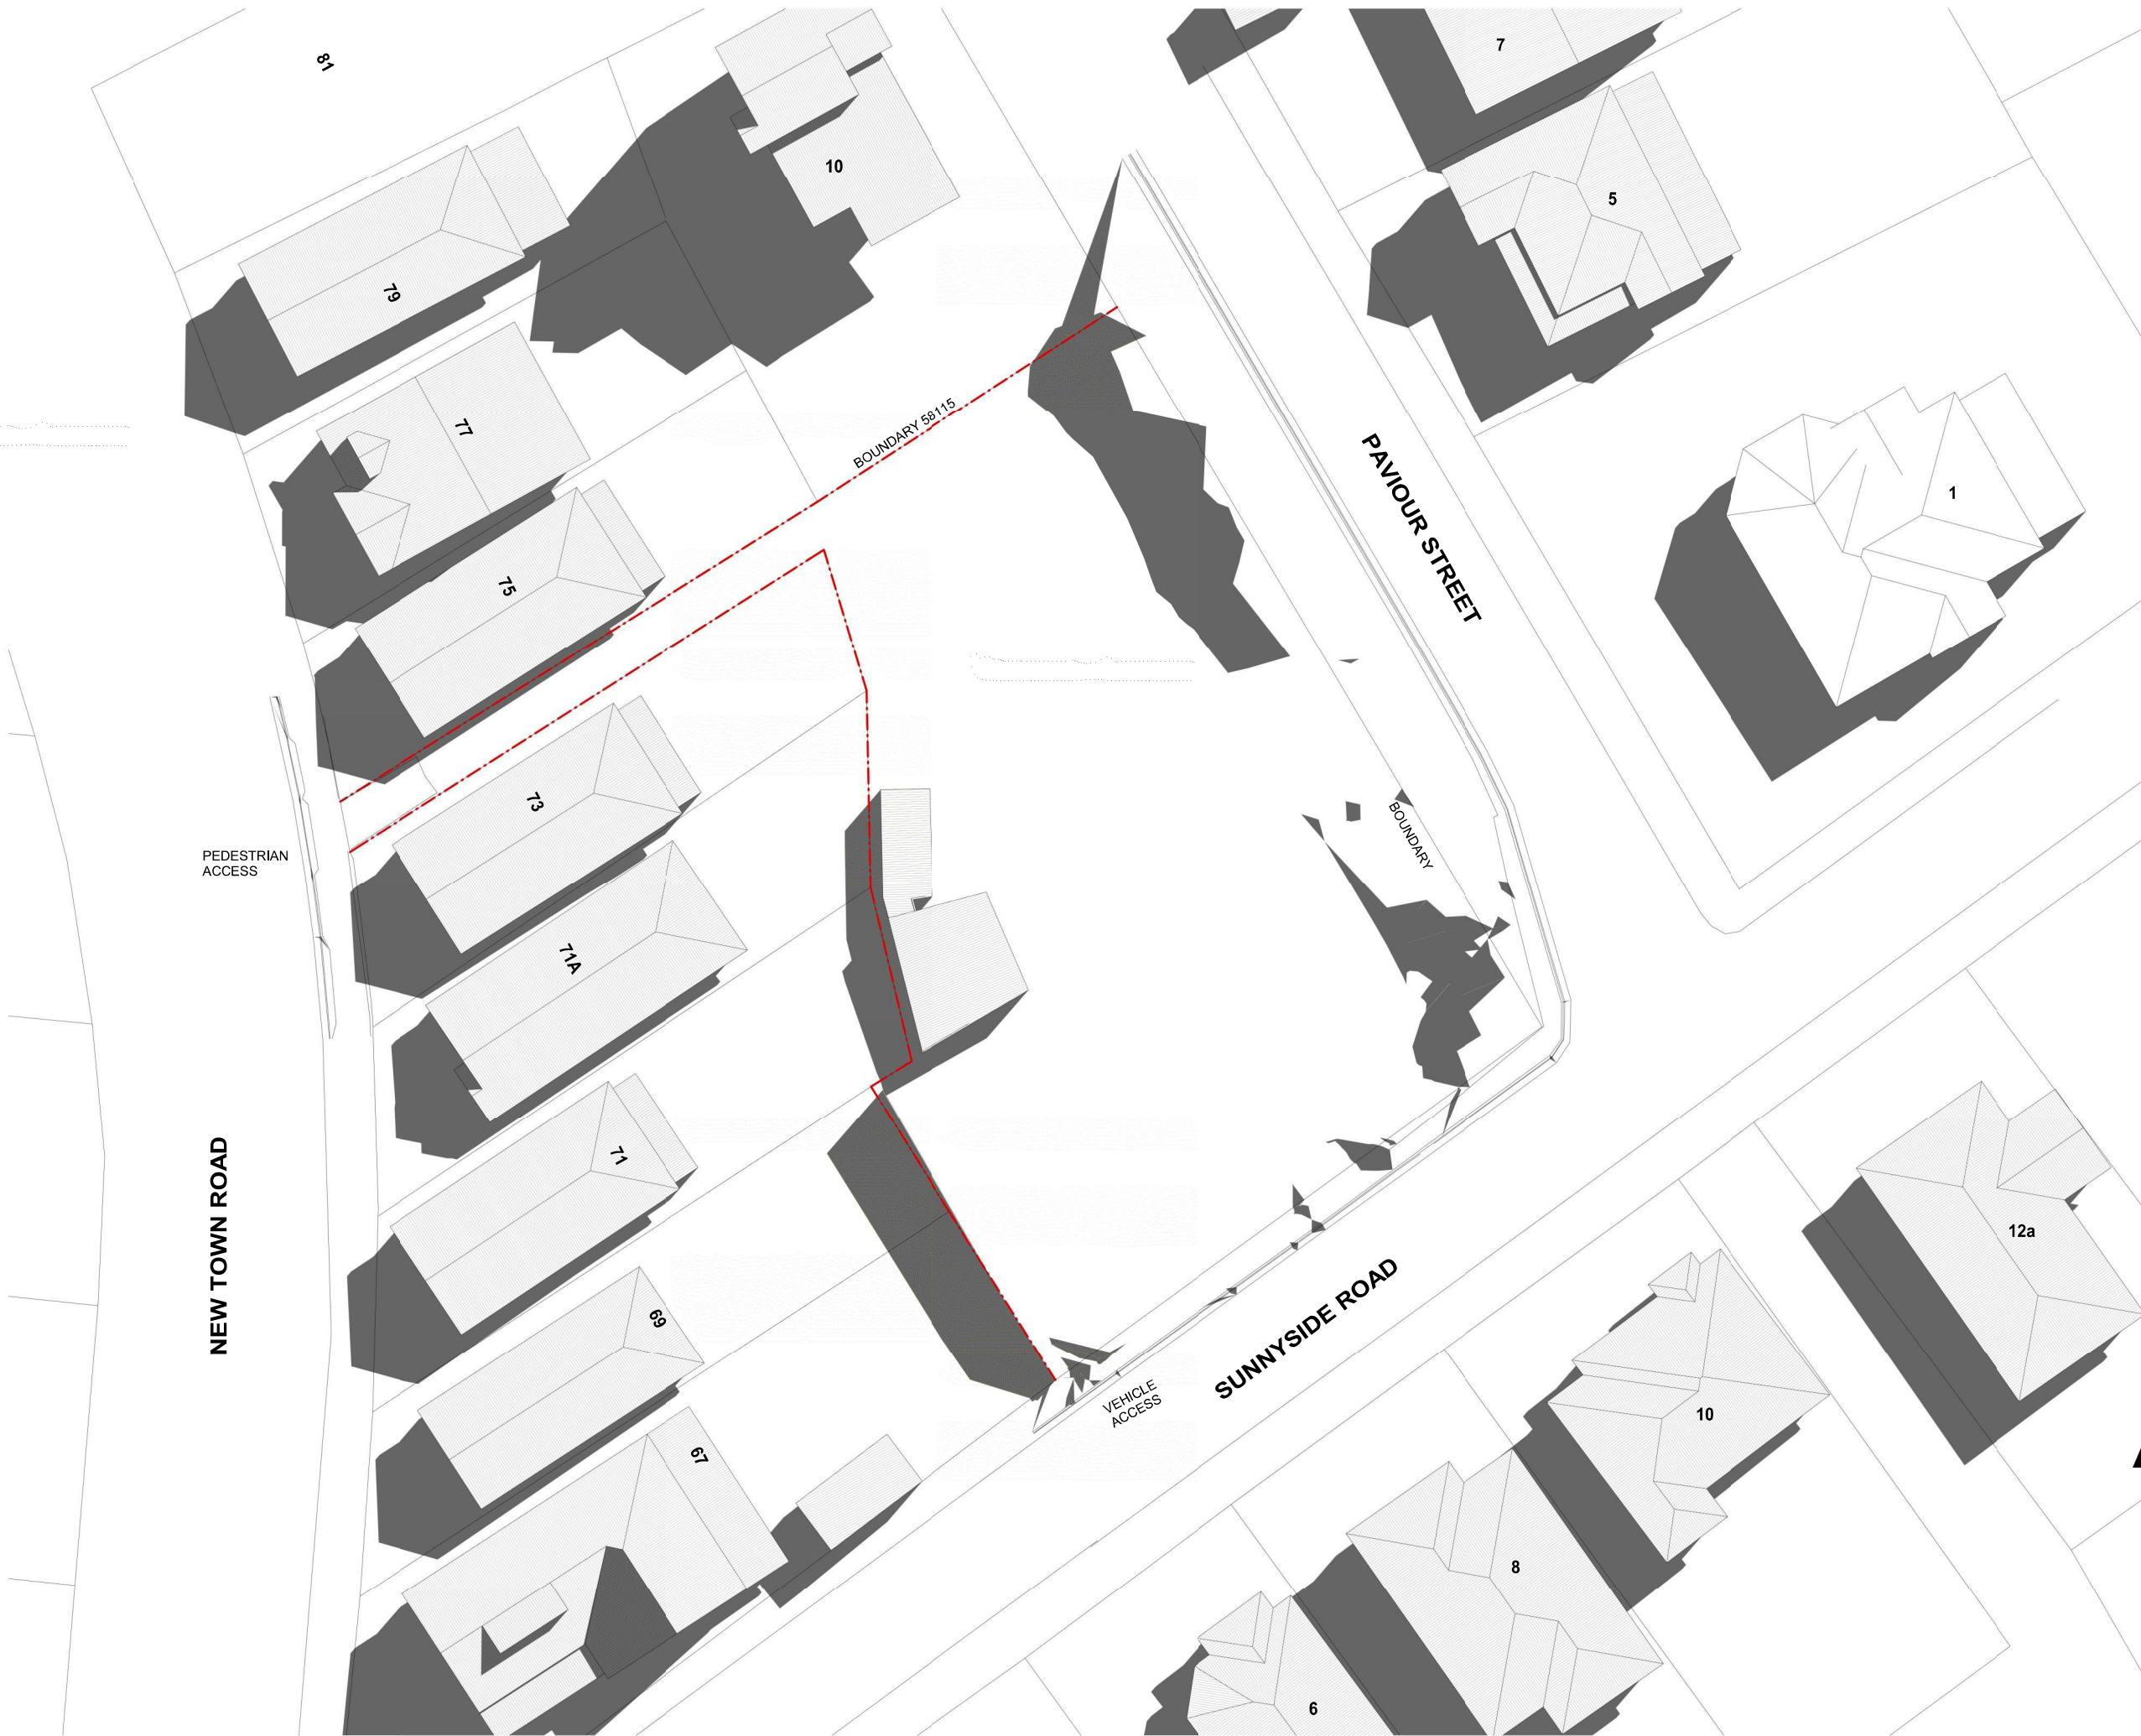 81
7
10
5
79
77
BOUNDARY 58115
PAVIOUR STREET
1
75
73
BOUNDARY
PEDESTRIAN
ACCESS
71A
71
NEW TOWN ROAD
69
12a
SUNNYSIDE ROAD
VEHICLE
ACCESS
67
10
8
6